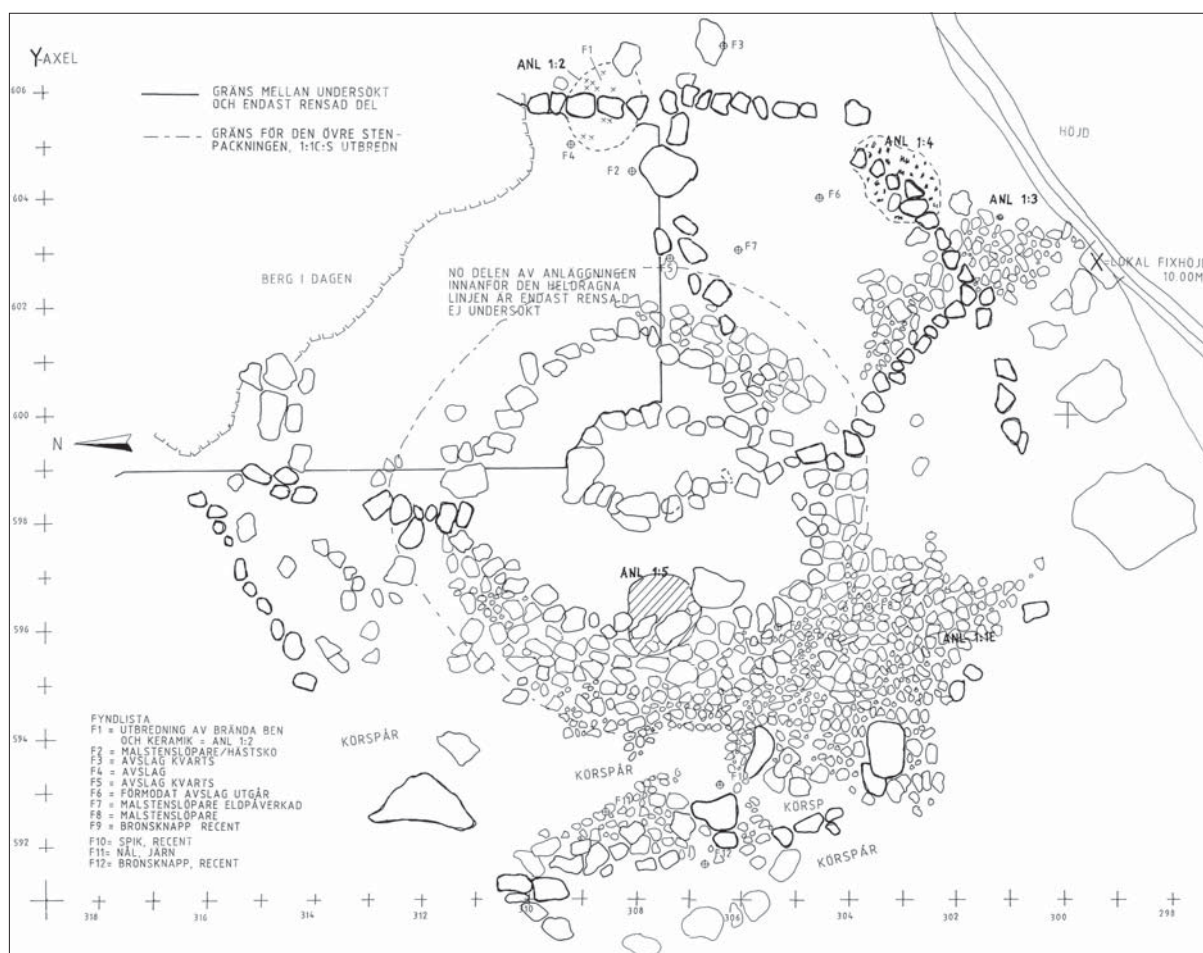 Y-AXEL
GRÄNS MELLAN UNDERSÖKT
OCH ENDAST RENSAD DEL
GRÄNS FÖR DEN ÖVRE STEN-
PACKNINGEN, 1:1C:S UTBREDN
606
604
602
600
598
596
594
592
ANL 1:2
F1
F3
F4
F2
F6
F7
F5
ANL 1:4
HÖJD
ANL 1:3
X=LOKAL FIXHÖJD
10.00M
BERG I DAGEN
NÖ DELEN AV ANLÄGGNINGEN
INNANFÖR DEN HELDRAGNA
LINJEN ÄR ENDAST RENSAD
EJ UNDERSÖKT
N
ANL 1:5
F8
ANL 1:1E
FYNDLISTA
F1 = UTBREDNING AV BRÄNDA BEN
OCH KERAMIK = ANL 1:2
F2 = MALSTENSLÖPARE/HÄSTSKO
F3 = AVSLAG KVARTS
F4 = AVSLAG
F5 = AVSLAG KVARTS
F6 = FÖRMODAT AVSLAG UTGÅR
F7 = MALSTENSLÖPARE ELDPÅVERKAD
F8 = MALSTENSLÖPARE
F9 = BRONSKNAPP RECENT
F10= SPIK, RECENT
F11= NÅL, JÄRN
F12= BRONSKNAPP, RECENT
KÖRSPÅR
KÖRSPÅR
KÖRSP
KÖRSPÅR
F11
F12
318
316
314
312
310
308
306
304
302
300
298